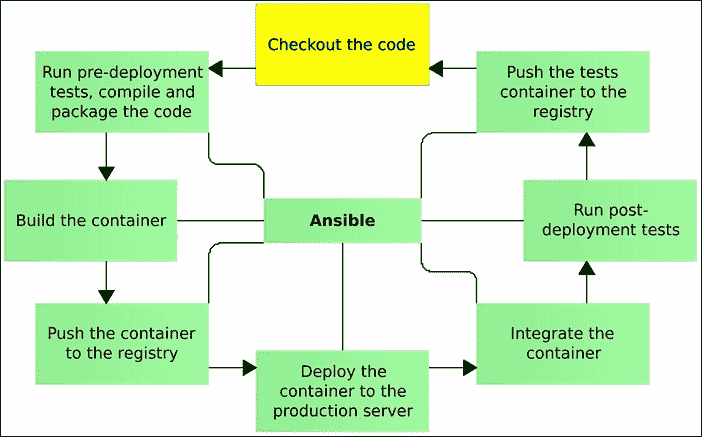 Checkout the code
Run pre-deployment
tests, compile and
package the code
Push the tests
container to the
registry
Build the container
Ansible
Run post-
deployment tests
Push the container
to the registry
Deploy the
container to the
production server
Integrate the
container